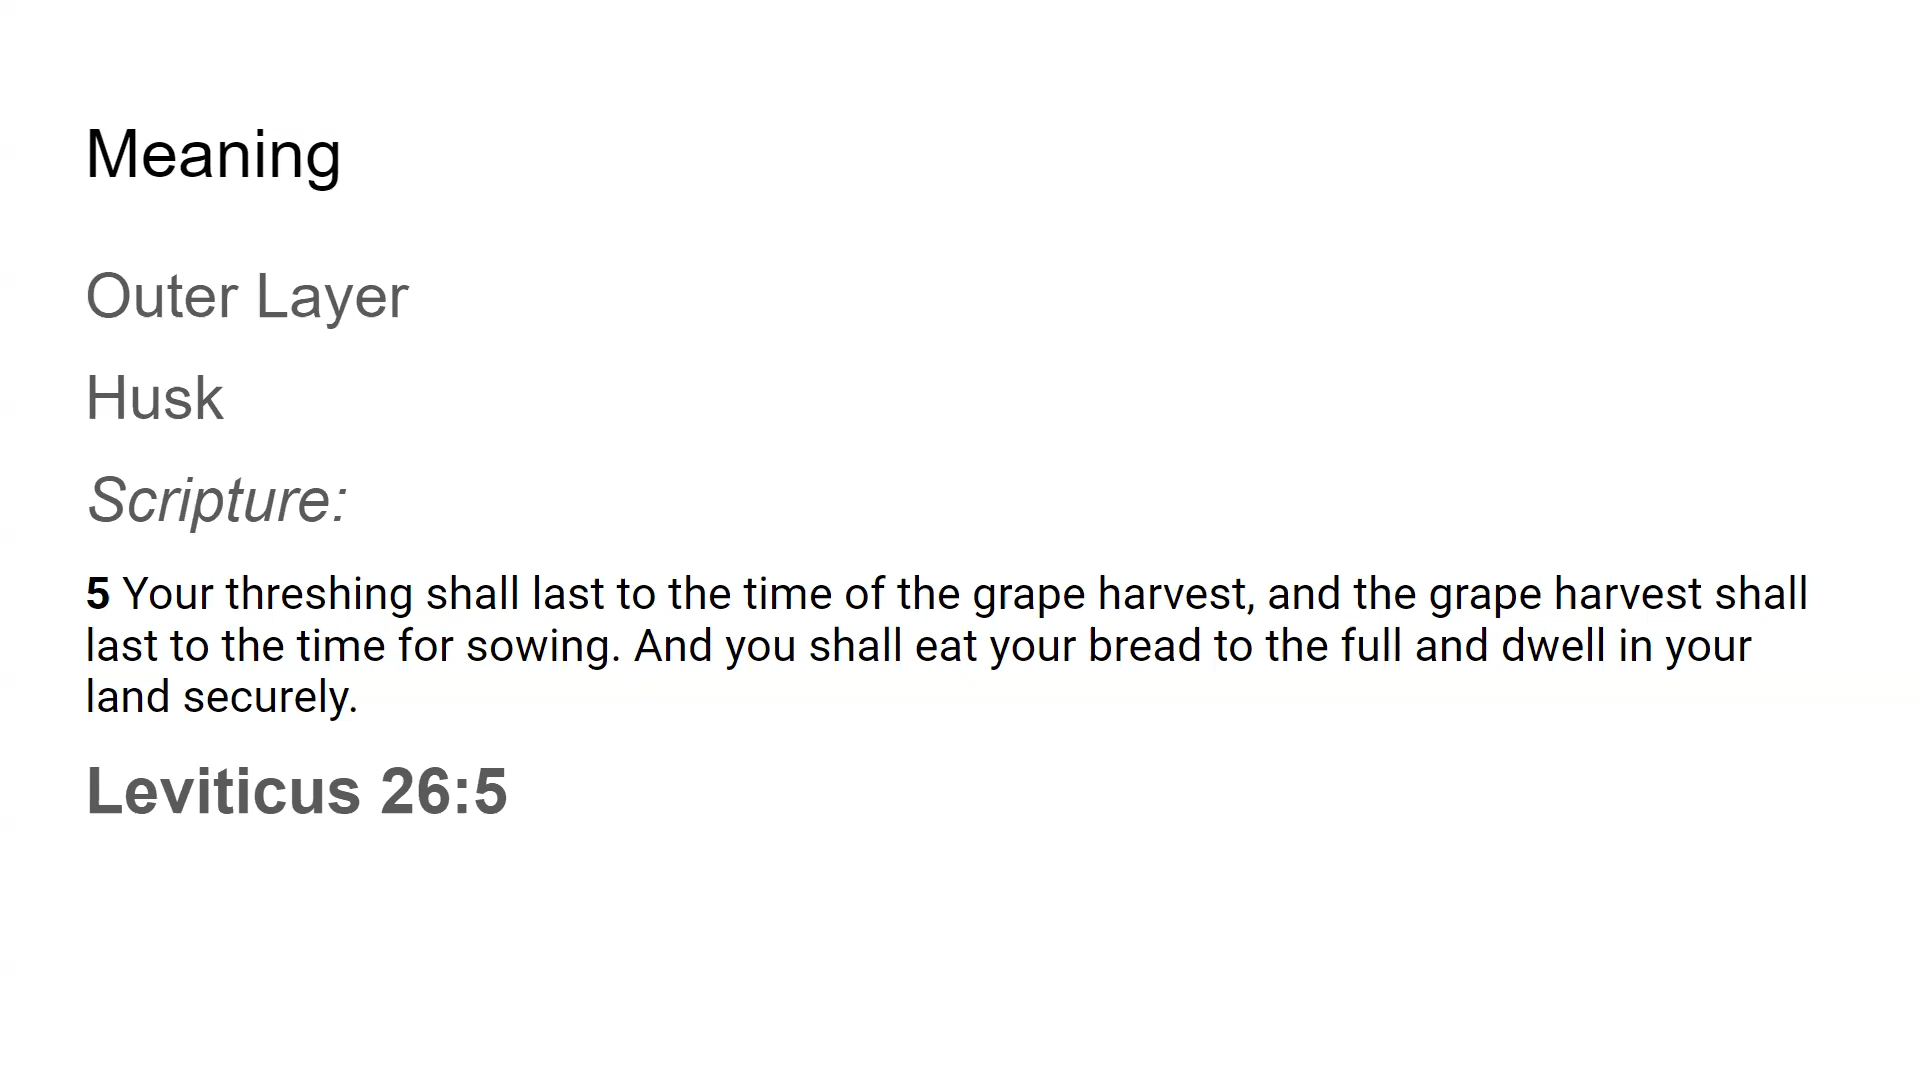 Meaning
Outer Layer
Husk
Scripture:
5 Your threshing shall last to the time of the grape harvest, and the grape harvest shall
last to the time for sowing. And you shall eat your bread to the full and dwell in your
land securely.
Leviticus 26:5